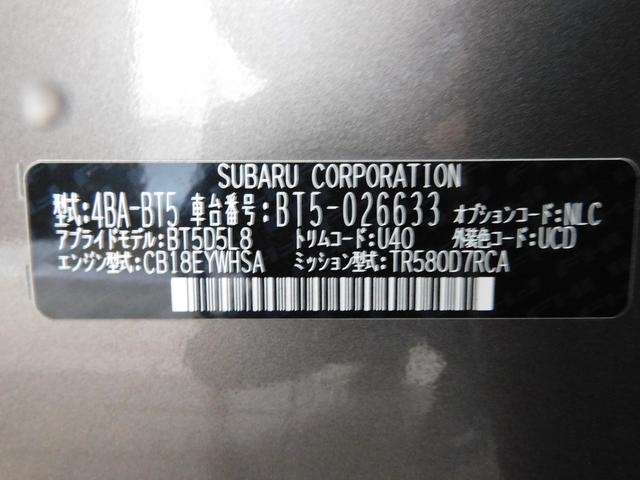 SUBARU CORPORATION
型式:4BA-BT5 車台番号:BT5-026633 オプションコード:NLC
アプライドモデル:BT5D5L8 トリムコード:U40 外装色コード:UCD
エンジン型式:CB18EYWHSA ミッション型式:TR580D7RCA